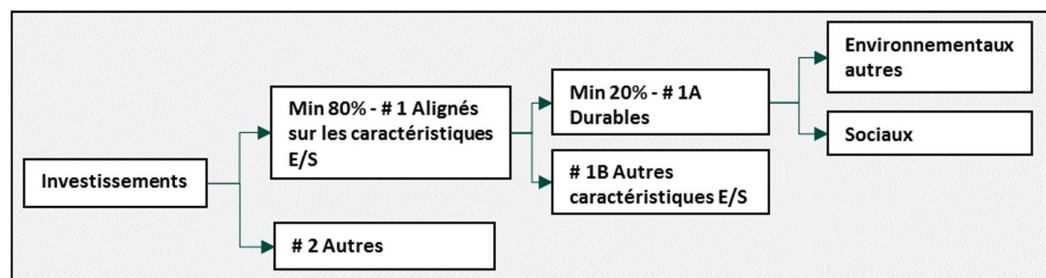 Investissements
Min 80% - # 1 Alignés
sur les caractéristiques
E/S
# 2 Autres
Min 20% - # 1A
Durables
# 1B Autres
caractéristiques E/S
Environnementaux
autres
Sociaux